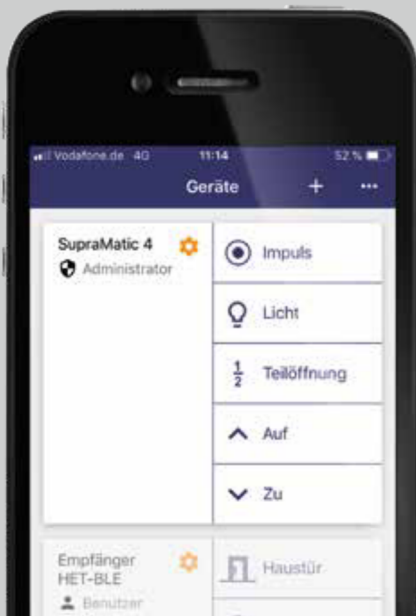 Vodafone.de 4G 11:14 52 %
Geräte + •••
SupraMatic 4
Administrator
Impuls
Licht
1/2 Teilöffnung
Auf
Zu
Empfänger
HET-BLE
Benutzer
Haustür